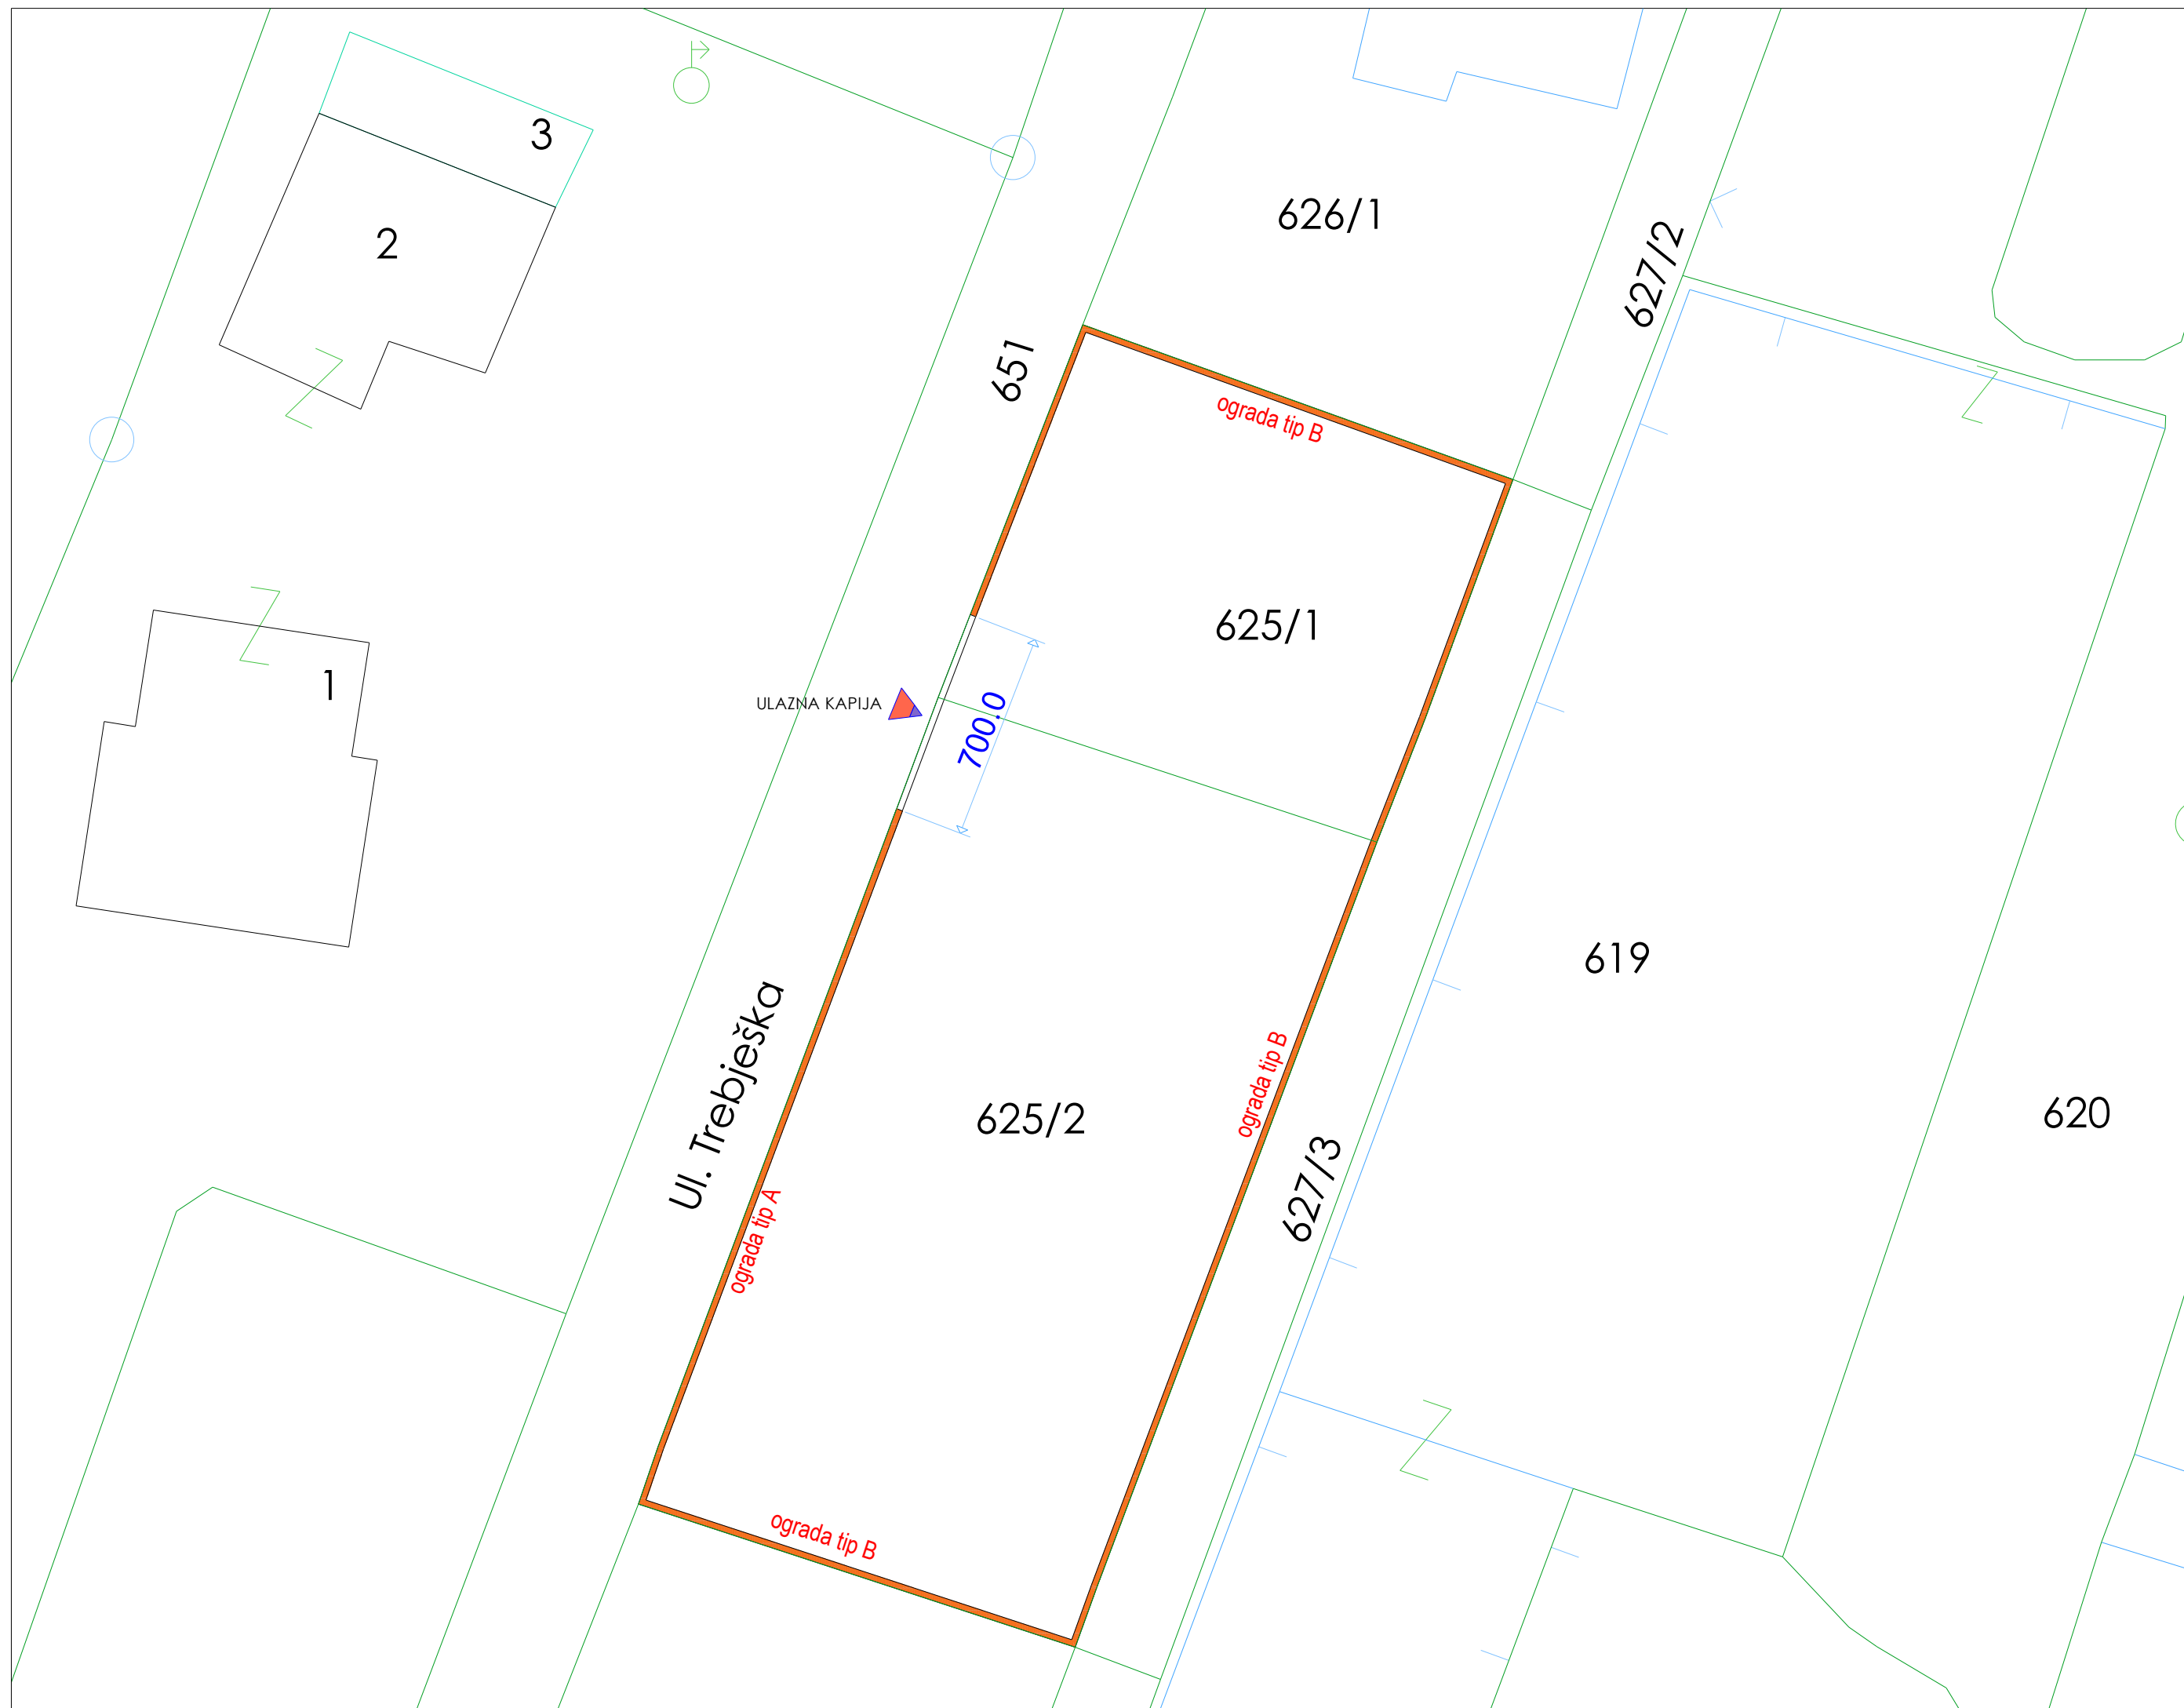 3
626/1
2
627/2
651
ograda tip B
625/1
1
ULAZNA KAPIJA
700.0
619
Ul. Trebješka
ograda tip B
625/2
620
627/3
ograda tip A
ograda tip B